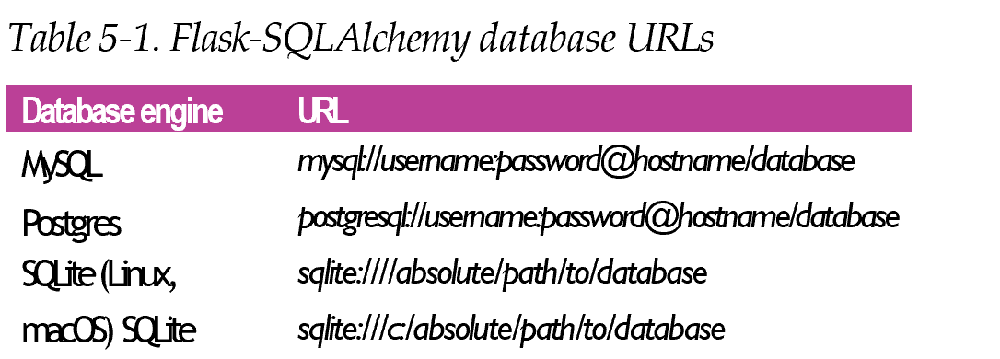 Table 5-1. Flask-SQLAlchemy database URLs
Database engine URL
MySQL mysql://username:password@hostname/database
Postgres postgresql://username:password@hostname/database
SQLite (Linux, sqlite:////absolute/path/to/database
macOS) SQLite sqlite:///c:/absolute/path/to/database